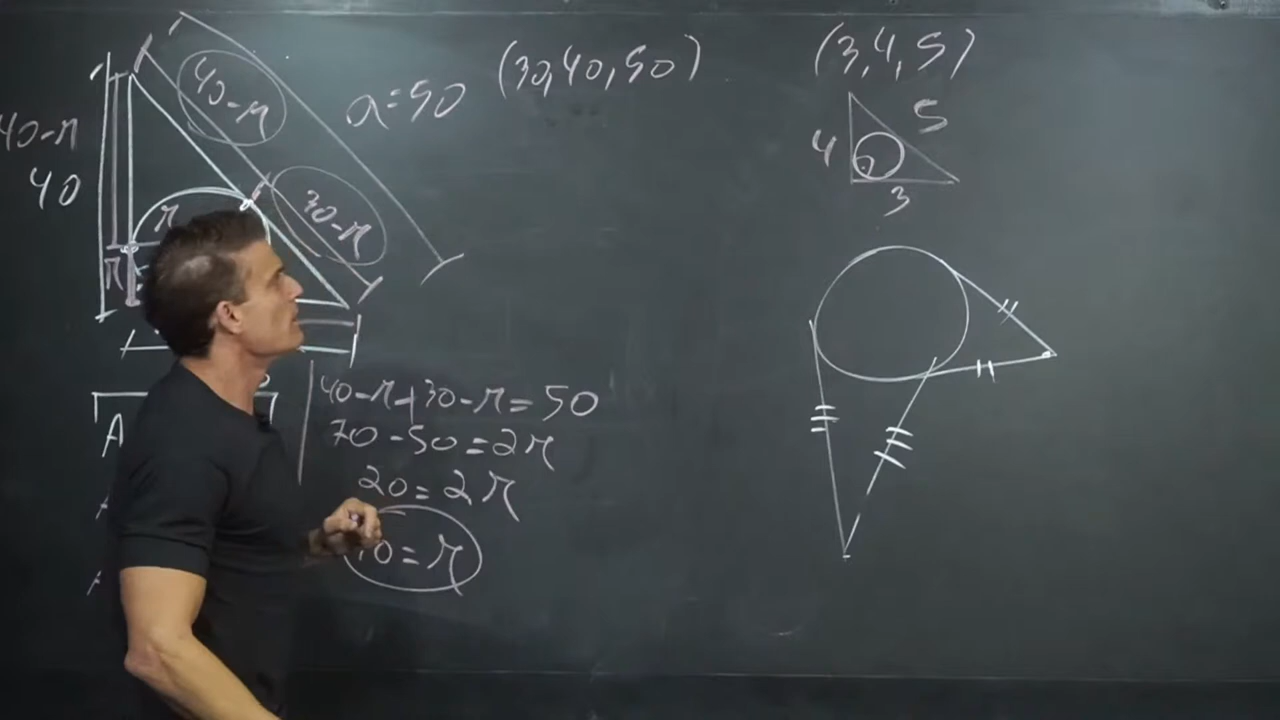 (30,40,50)
(3,4,5)
40-r
a=50
5
40-r
4
40
3
r
30-r
r
40-r+30-r=50
A
70-50=2r
20=2r
10=r